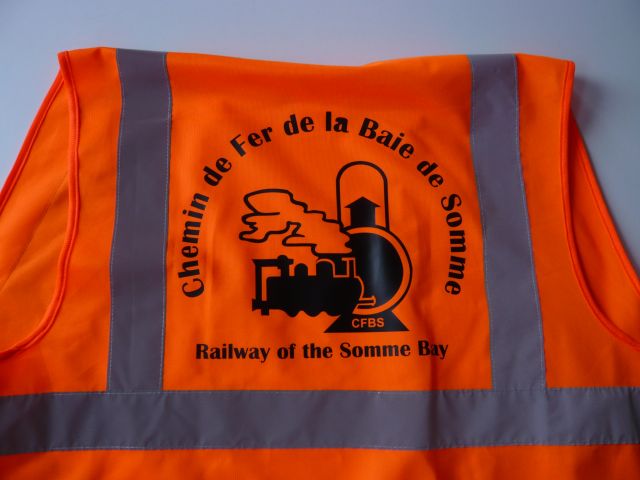 Chemin de Fer de la Baie de Somme
CFBS
Railway of the Somme Bay